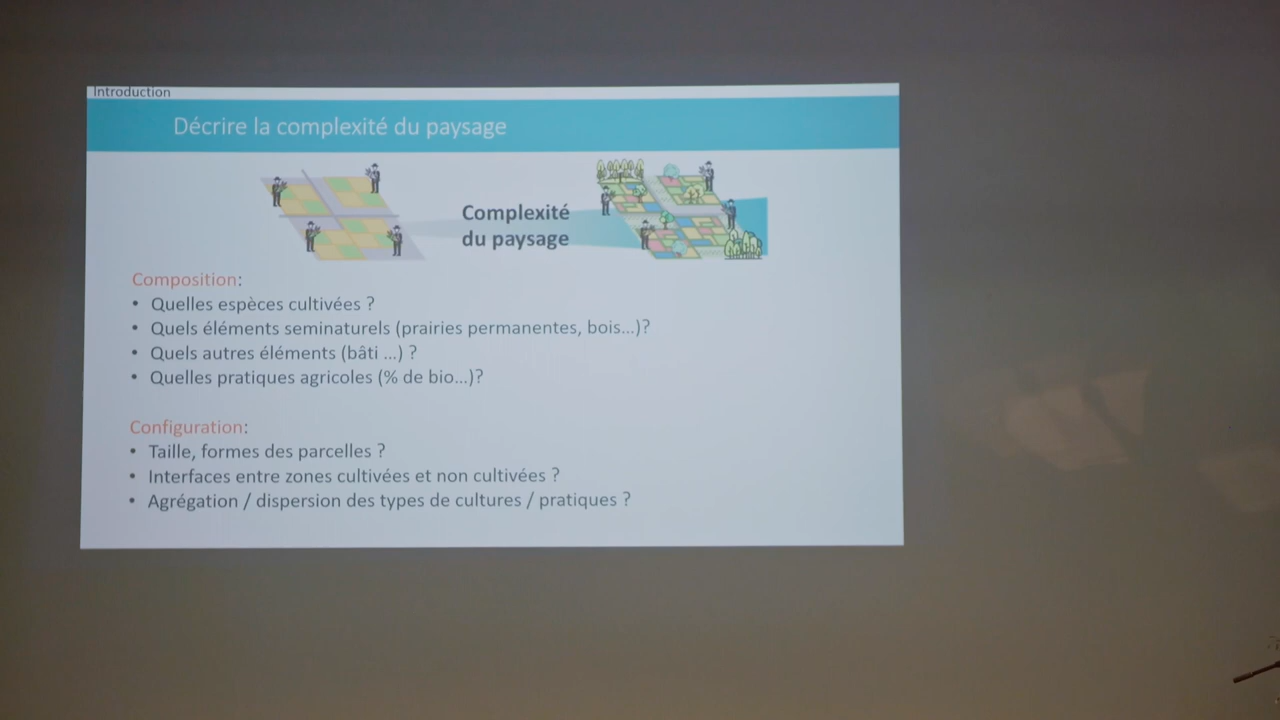 Introduction
Décrire la complexité du paysage
Complexité
du paysage
Composition:
• Quelles espèces cultivées ?
• Quels éléments seminaturels (prairies permanentes, bois...)?
• Quels autres éléments (bâti ...) ?
• Quelles pratiques agricoles (% de bio...)?
Configuration:
• Taille, formes des parcelles ?
• Interfaces entre zones cultivées et non cultivées ?
• Agrégation / dispersion des types de cultures / pratiques ?